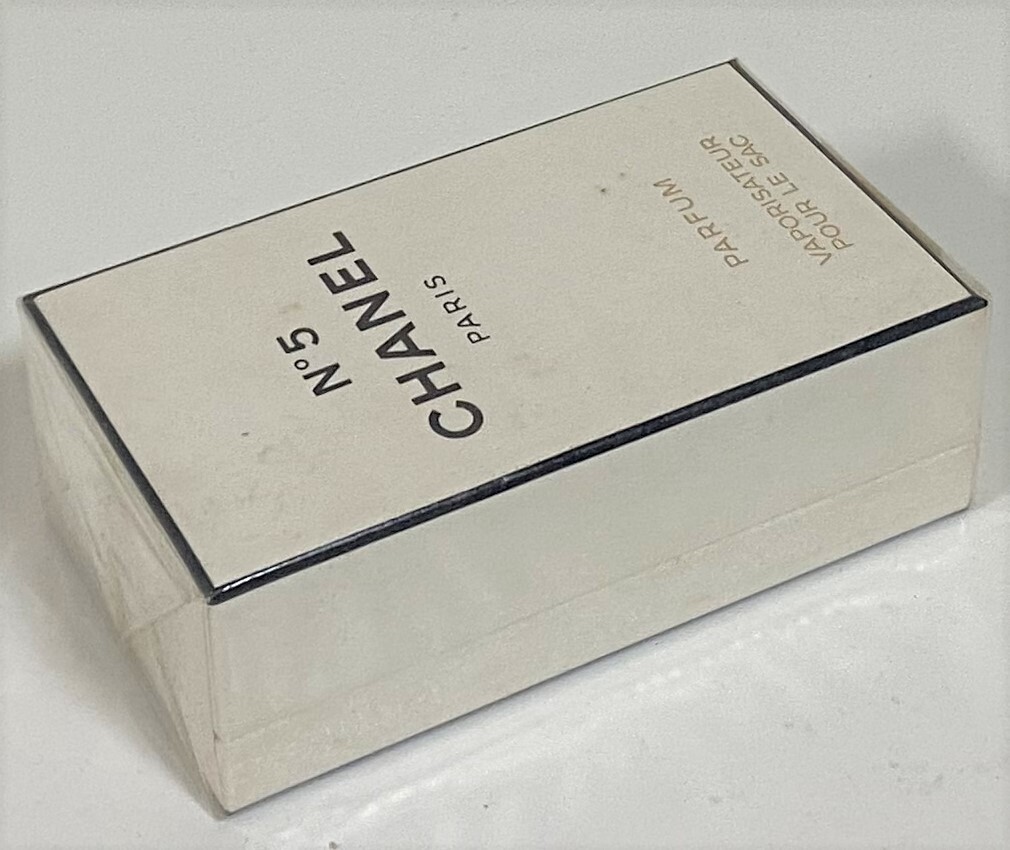 N°5
CHANEL
PARIS
PARFUM
VAPORISATEUR
POUR LE SAC